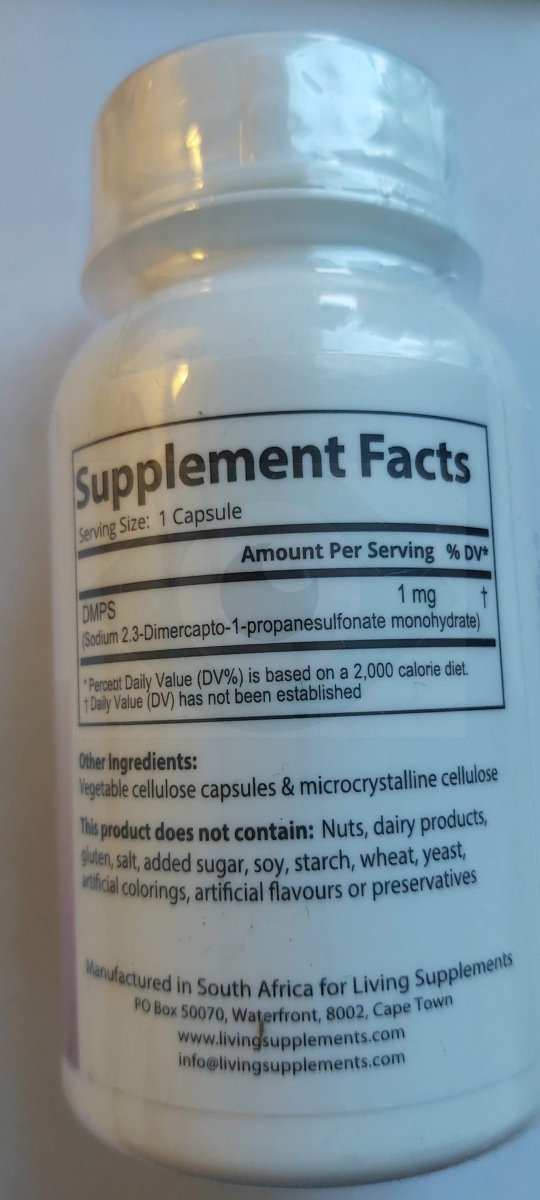 Supplement Facts
Serving Size: 1 Capsule
Amount Per Serving % DV*
DMPS 1 mg †
(Sodium 2.3-Dimercapto-1-propanesulfonate monohydrate)
* Percent Daily Value (DV%) is based on a 2,000 calorie diet.
† Daily Value (DV) has not been established
Other Ingredients:
Vegetable cellulose capsules & microcrystalline cellulose
This product does not contain: Nuts, dairy products,
gluten, salt, added sugar, soy, starch, wheat, yeast,
artificial colorings, artificial flavours or preservatives
Manufactured in South Africa for Living Supplements
PO Box 50070, Waterfront, 8002, Cape Town
www.livingsupplements.com
info@livingsupplements.com